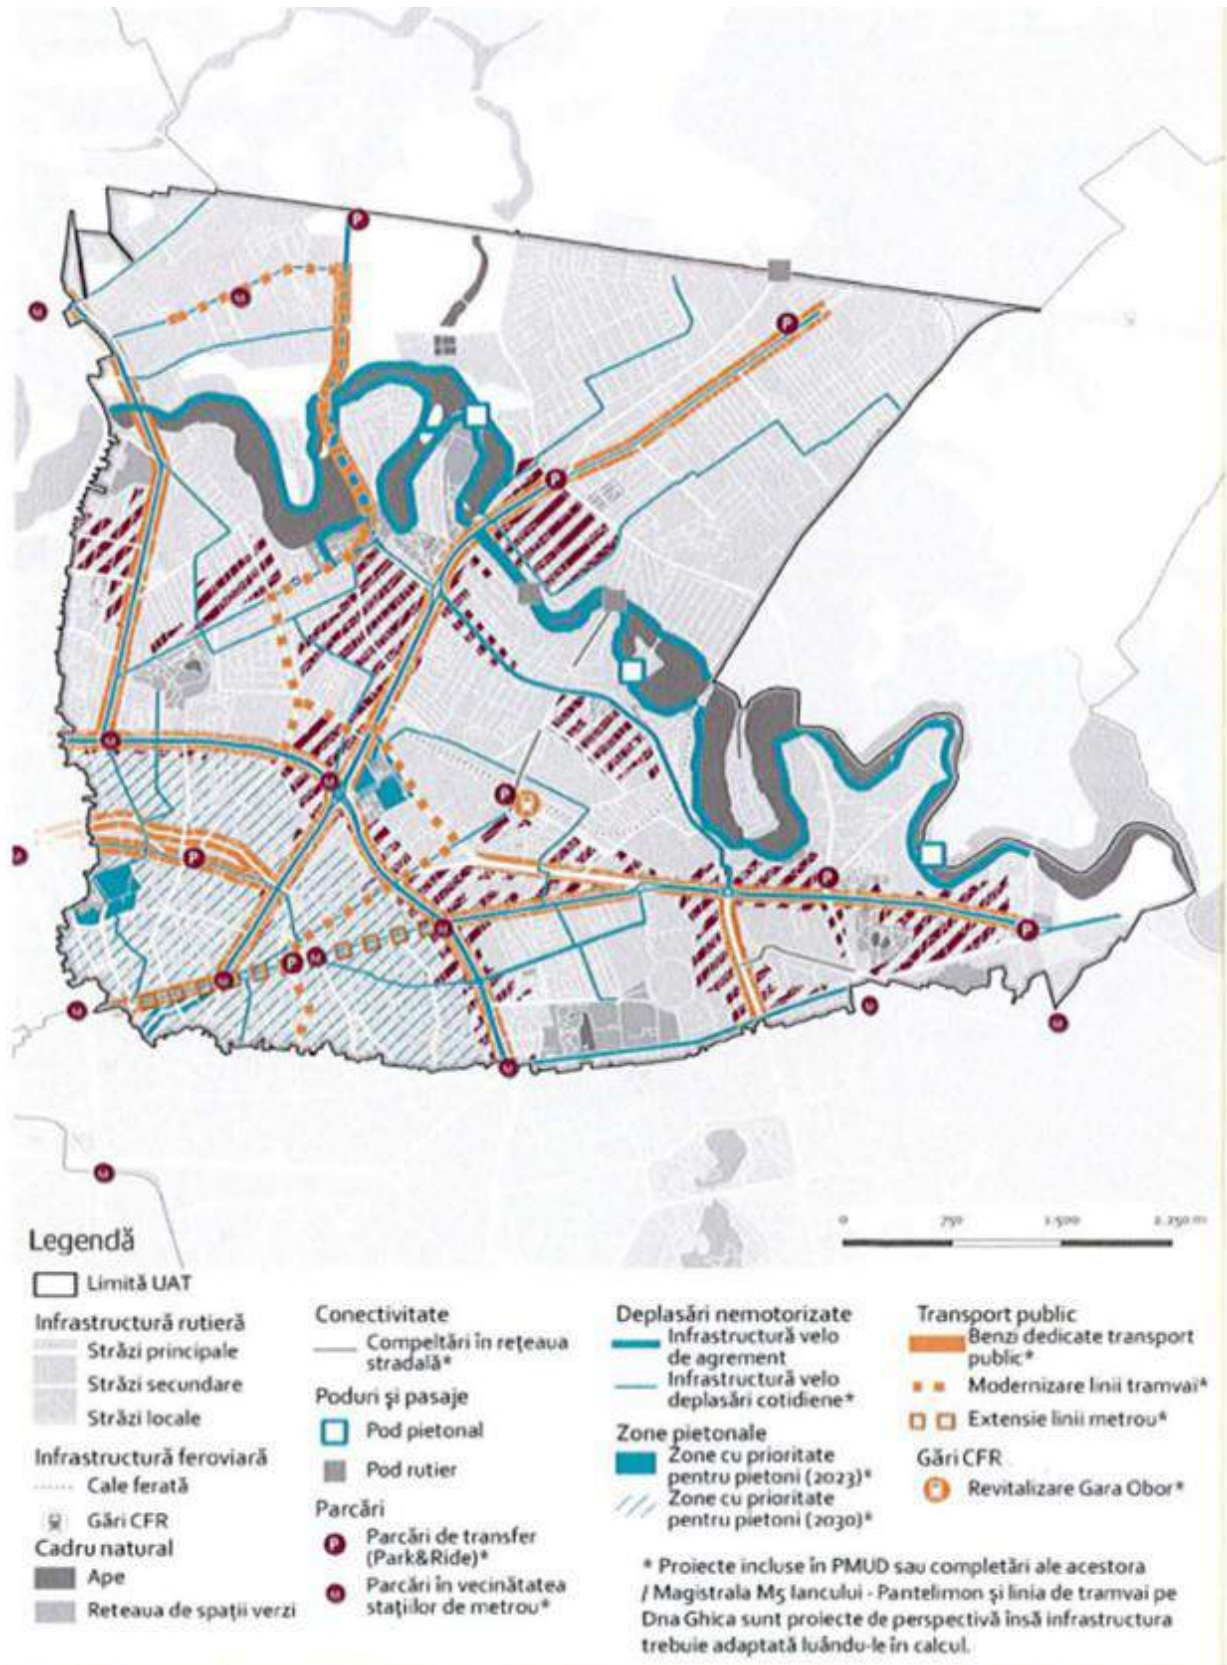 P
P
P
P
P
P
P
P
0
750
1.500
2.250 m
Legendă
Limită UAT
Infrastructură rutieră
Străzi principale
Străzi secundare
Străzi locale
Infrastructură feroviară
Cale ferată
Gări CFR
Cadru natural
Ape
Reteaua de spații verzi
Conectivitate
Compeltări în rețeaua
stradală*
Poduri și pasaje
Pod pietonal
Pod rutier
Parcări
P
Parcări de transfer
(Park&Ride)*
Parcări în vecinătatea
stațiilor de metrou*
Deplasări nemotorizate
Infrastructură velo
de agrement
Infrastructură velo
deplasări cotidiene*
Zone pietonale
Zone cu prioritate
pentru pietoni (2023)*
Zone cu prioritate
pentru pietoni (2030)*
Transport public
Benzi dedicate transport
public*
Modernizare linii tramvai*
Extensie linii metrou*
Gări CFR
Revitalizare Gara Obor*
* Proiecte incluse în PMUD sau completări ale acestora
/ Magistrala M5 Iancului - Pantelimon și linia de tramvai pe
Dna Ghica sunt proiecte de perspectivă însă infrastructura
trebuie adaptată luându-le în calcul.